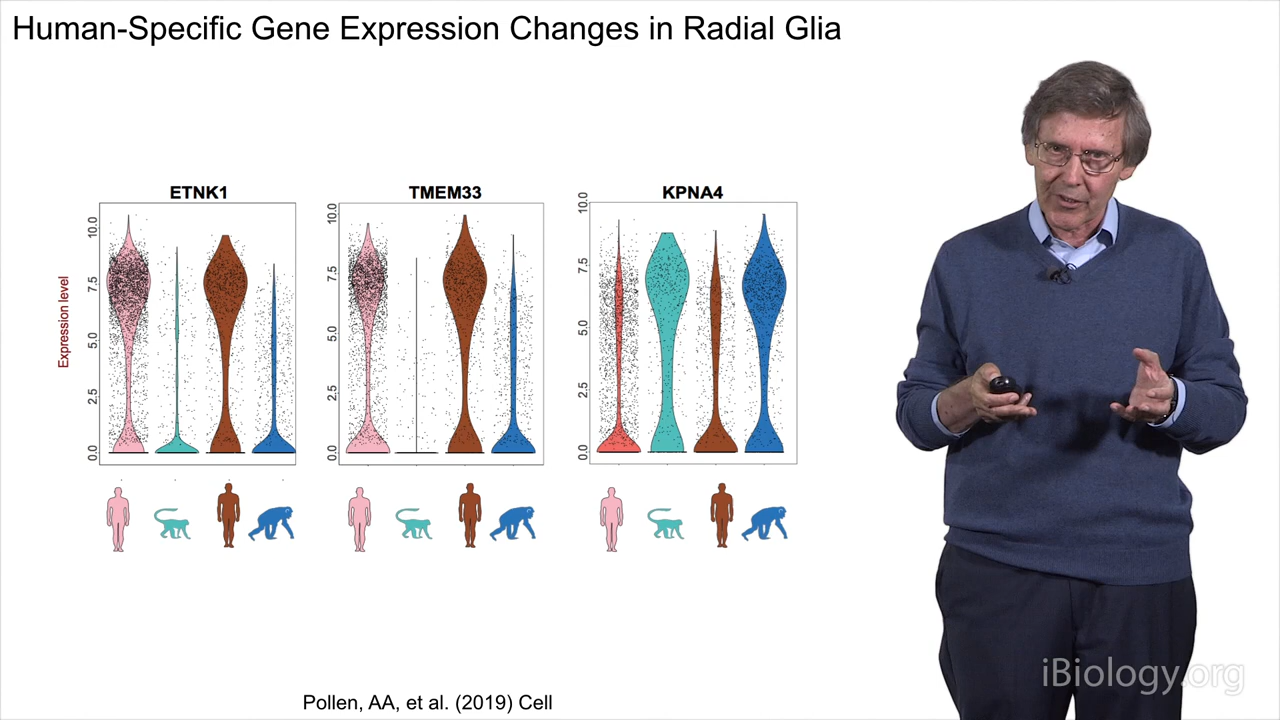 Human-Specific Gene Expression Changes in Radial Glia
ETNK1
TMEM33
KPNA4
Expression level
10.0
7.5
5.0
2.5
0.0
10.0
7.5
5.0
2.5
0.0
10.0
7.5
5.0
2.5
0.0
Pollen, AA, et al. (2019) Cell
iBiology.org